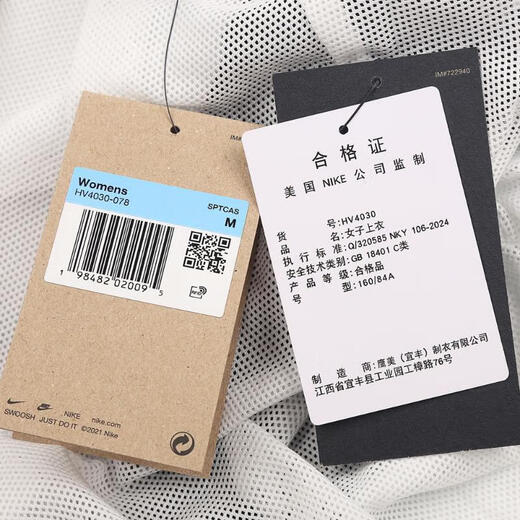 IM#
Womens
HV4030-078
SPTCAS
M
1 98482 02009 5
RFID
NIKE nike.com
SWOOSH JUST DO IT ©2021 Nike
IM#722940
合格证
美国 NIKE 公司监制
货号:HV4030
品名:女子上衣
执行标准:Q/320585 NKY 106-2024
安全技术类别:GB 18401 C类
产品等级:合格品
号型:160/84A
制造商:鹰美(宜丰)制衣有限公司
江西省宜丰县工业园工樟路76号